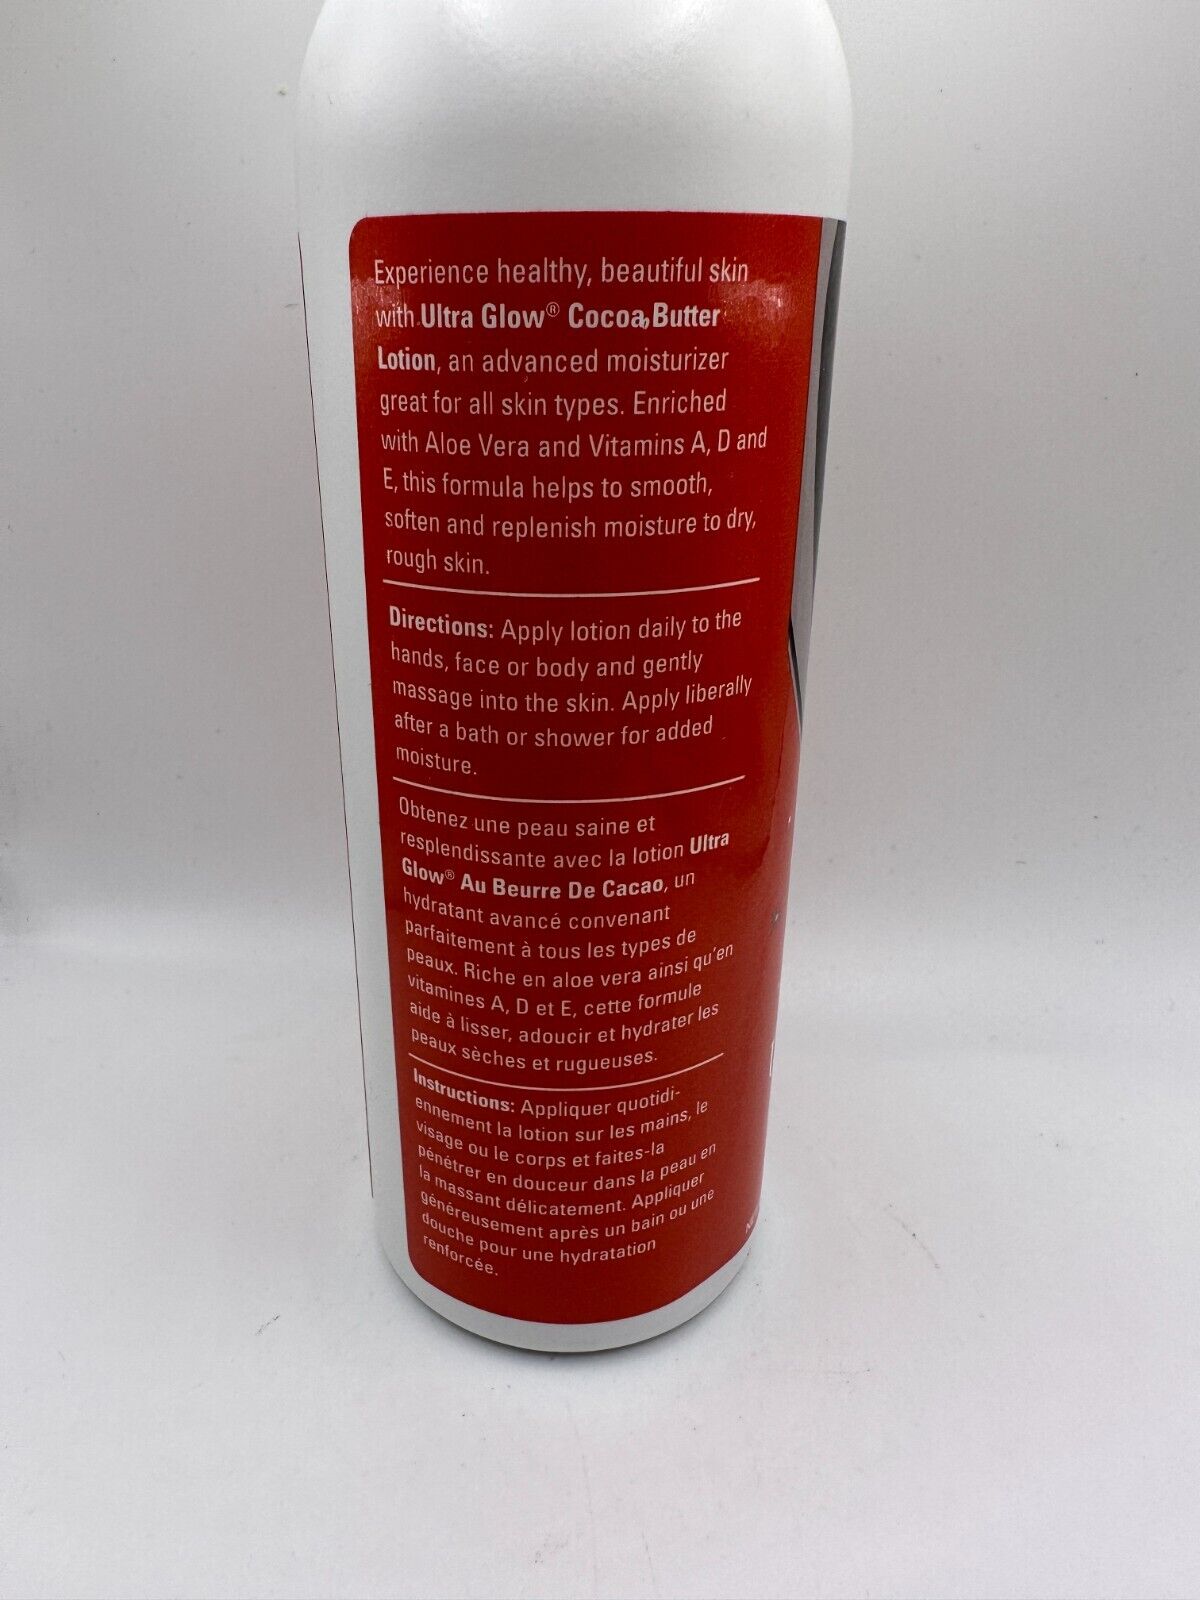 Experience healthy, beautiful skin
with Ultra Glow® Cocoa Butter
Lotion, an advanced moisturizer
great for all skin types. Enriched
with Aloe Vera and Vitamins A, D and
E, this formula helps to smooth,
soften and replenish moisture to dry,
rough skin.
Directions: Apply lotion daily to the
hands, face or body and gently
massage into the skin. Apply liberally
after a bath or shower for added
moisture.
Obtenez une peau saine et
resplendissante avec la lotion Ultra
Glow® Au Beurre De Cacao, un
hydratant avancé convenant
parfaitement à tous les types de
peaux. Riche en aloe vera ainsi qu'en
vitamines A, D et E, cette formule
aide à lisser, adoucir et hydrater les
peaux sèches et rugueuses.
Instructions: Appliquer quotidi-
ennement la lotion sur les mains, le
visage ou le corps et faites-la
pénétrer en douceur dans la peau en
la massant délicatement. Appliquer
généreusement après un bain ou une
douche pour une hydratation
renforcée.